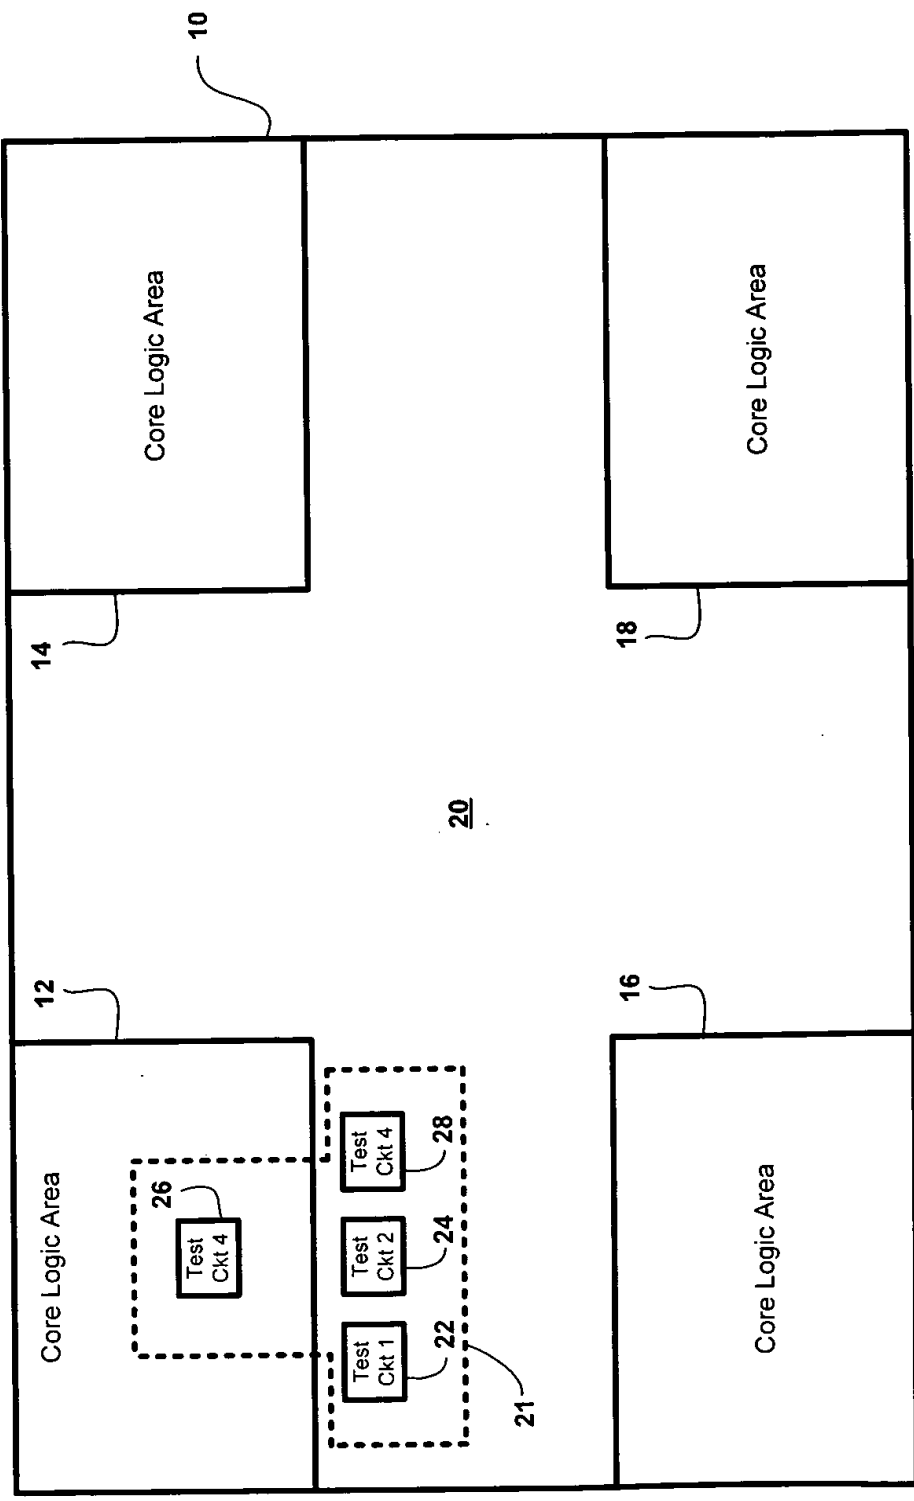 Core Logic Area
12
14
10
Core Logic Area
26
Test
Ckt 4
Test
Ckt 1
22
Test
Ckt 2
24
Test
Ckt 4
28
20
21
16
18
Core Logic Area
Core Logic Area